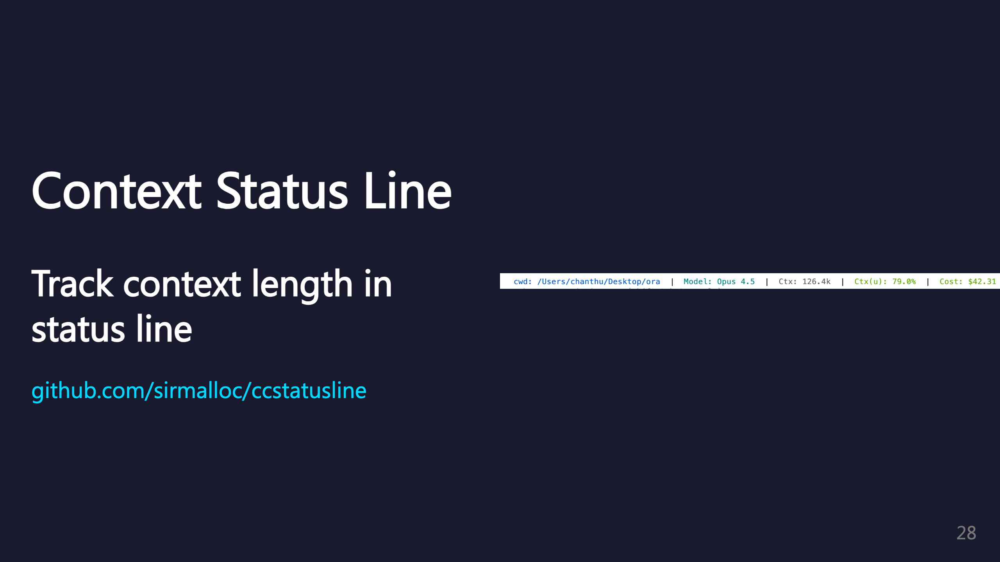 Context Status Line
Track context length in
status line
github.com/sirmalloc/ccstatusline
cwd: /Users/chanthu/Desktop/ora | Model: Opus 4.5 | Ctx: 126.4k | Ctx(u): 79.0% | Cost: $42.31
28